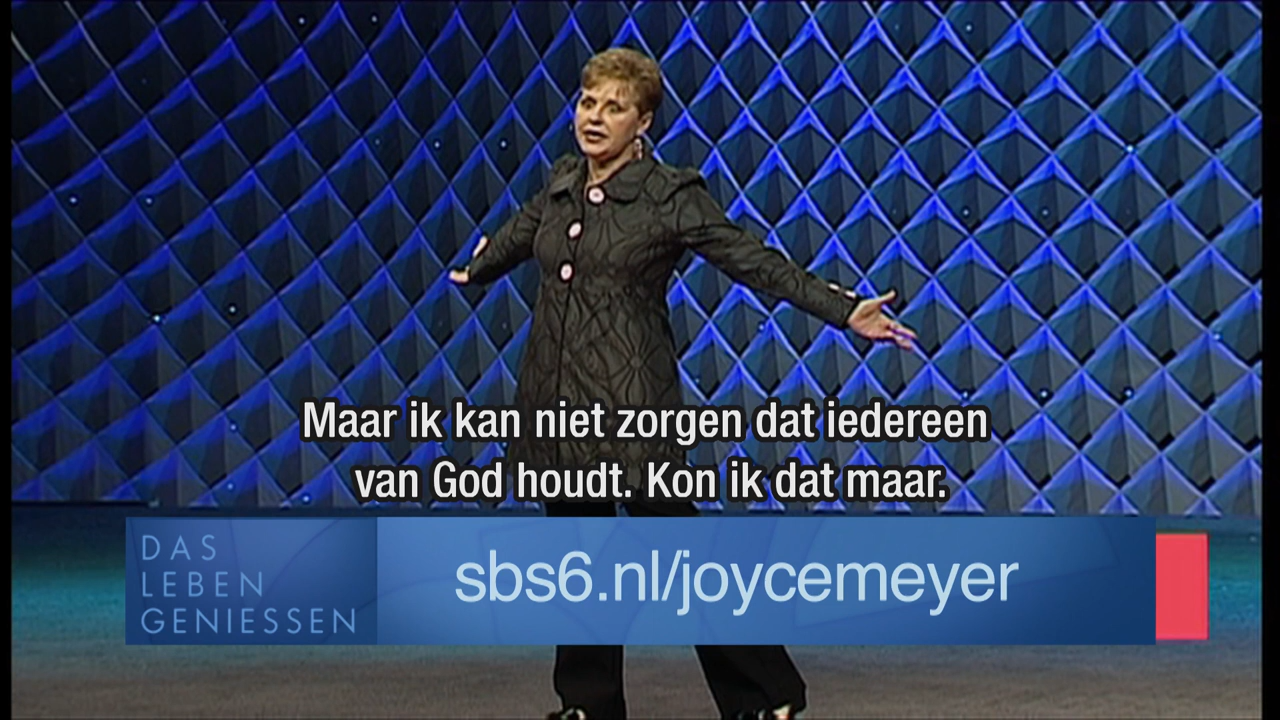 Maar ik kan niet zorgen dat iedereen
van God houdt. Kon ik dat maar.
DAS
LEBEN
GENIESSEN
sbs6.nl/joycemeyer